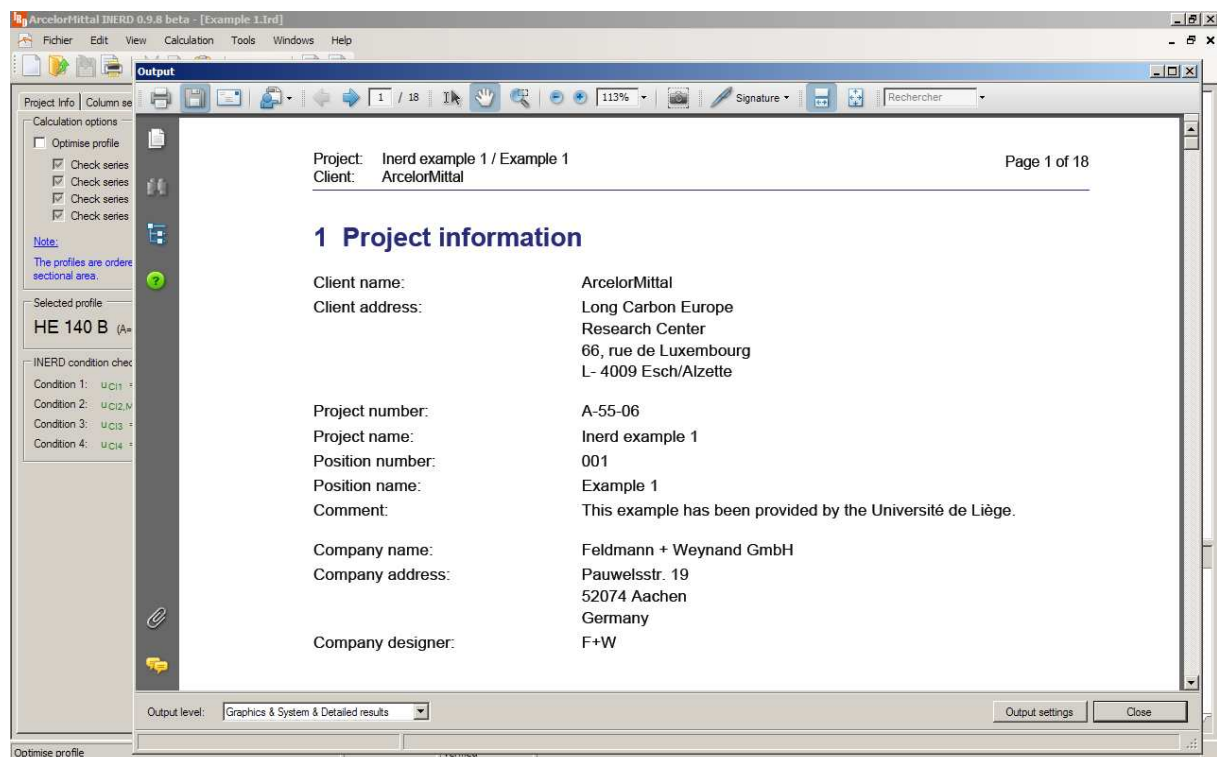 ArcelorMittal INERD 0.9.8 beta - [Example 1.Ird]
Fichier Edit View Calculation Tools Windows Help
Output
1 / 18 113% Signature Rechercher
Project Info Column se
Calculation options
Optimise profile
Check series
Check series
Check series
Check series
Note:
The profiles are ordere
sectional area.
Selected profile
HE 140 B (A=
INERD condition chec
Condition 1: uCI1 =
Condition 2: uCI2,M
Condition 3: uCI3 =
Condition 4: uCI4 =
Project: Inerd example 1 / Example 1
Page 1 of 18
Client: ArcelorMittal
1 Project information
Client name: ArcelorMittal
Client address: Long Carbon Europe
Research Center
66, rue de Luxembourg
L- 4009 Esch/Alzette
Project number: A-55-06
Project name: Inerd example 1
Position number: 001
Position name: Example 1
Comment: This example has been provided by the Université de Liège.
Company name: Feldmann + Weynand GmbH
Company address: Pauwelsstr. 19
52074 Aachen
Germany
Company designer: F+W
Output level: Graphics & System & Detailed results Output settings Close
Optimise profile